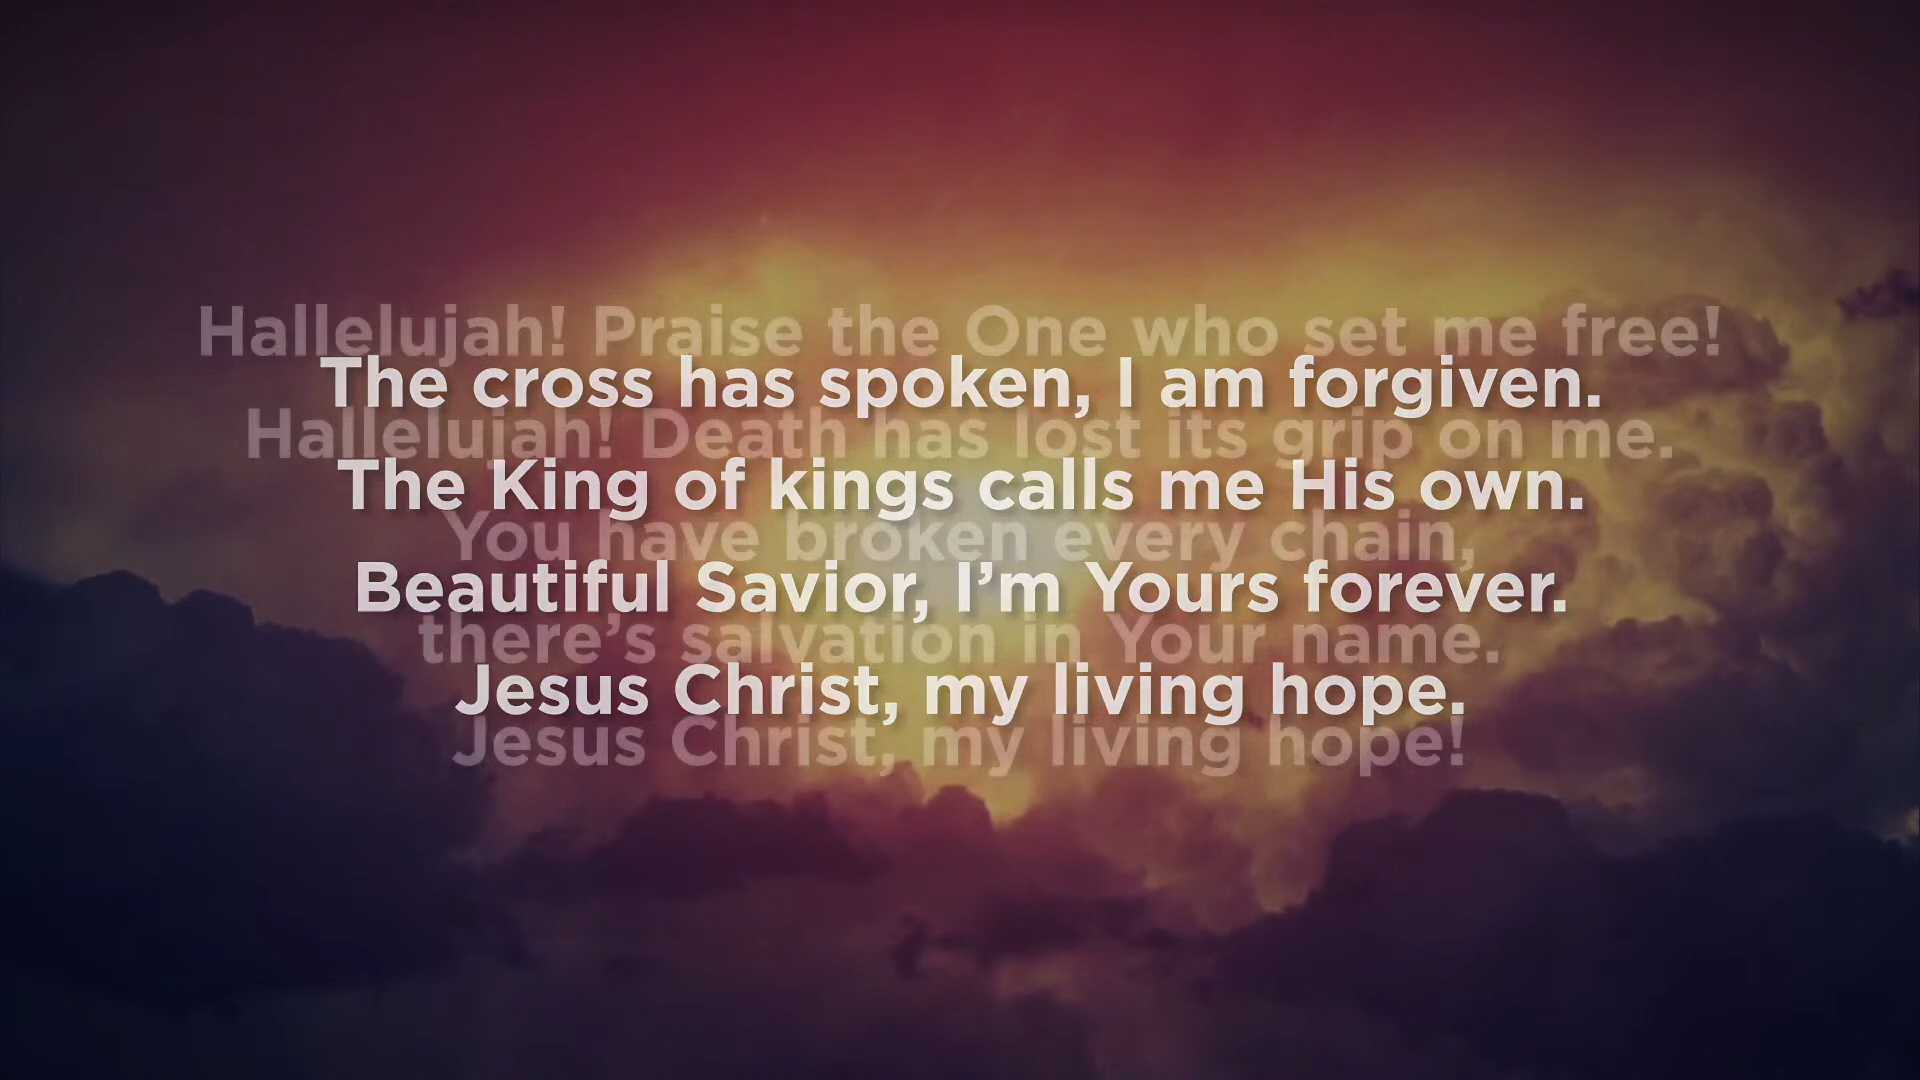 Hallelujah! Praise the One who set me free!
The cross has spoken, I am forgiven.
Hallelujah! Death has lost its grip on me.
The King of kings calls me His own.
You have broken every chain,
Beautiful Savior, I’m Yours forever.
there’s salvation in Your name.
Jesus Christ, my living hope.
Jesus Christ, my living hope!